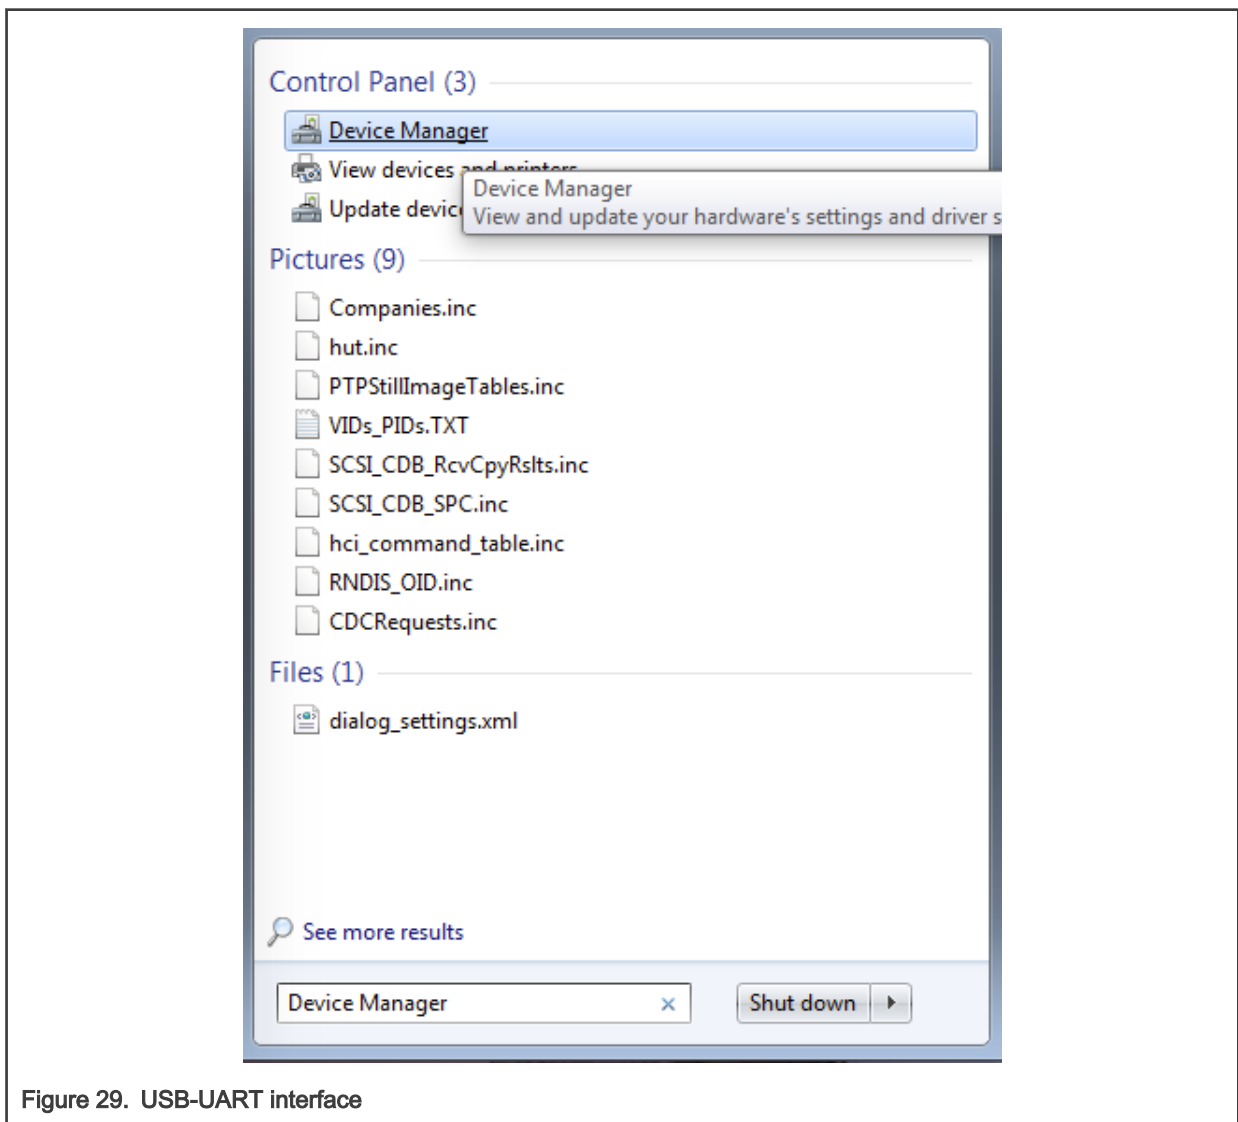 Control Panel (3)
Device Manager
View devices and printers
Device Manager
Update devic
View and update your hardware's settings and driver s
Pictures (9)
Companies.inc
hut.inc
PTPStillImageTables.inc
VIDs_PIDs.TXT
SCSI_CDB_RcvCpyRslts.inc
SCSI_CDB_SPC.inc
hci_command_table.inc
RNDIS_OID.inc
CDCRequests.inc
Files (1)
dialog_settings.xml
See more results
Device Manager
Shut down
Figure 29. USB-UART interface